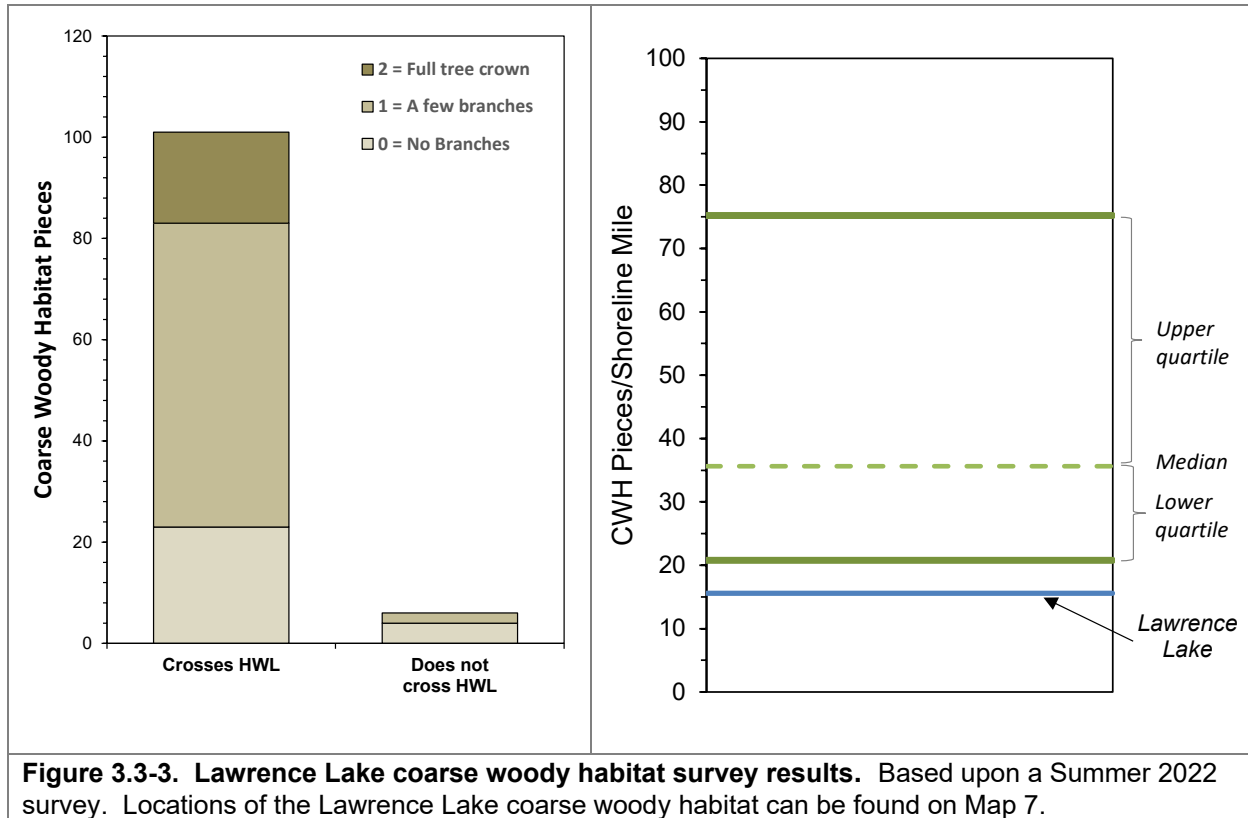 120
100
80
60
40
20
0
Coarse Woody Habitat Pieces
2 = Full tree crown
1 = A few branches
0 = No Branches
Crosses HWL
Does not
cross HWL
100
90
80
70
60
50
40
30
20
10
0
CWH Pieces/Shoreline Mile
Upper
quartile
Median
Lower
quartile
Lawrence
Lake
Figure 3.3-3. Lawrence Lake coarse woody habitat survey results. Based upon a Summer 2022
survey. Locations of the Lawrence Lake coarse woody habitat can be found on Map 7.